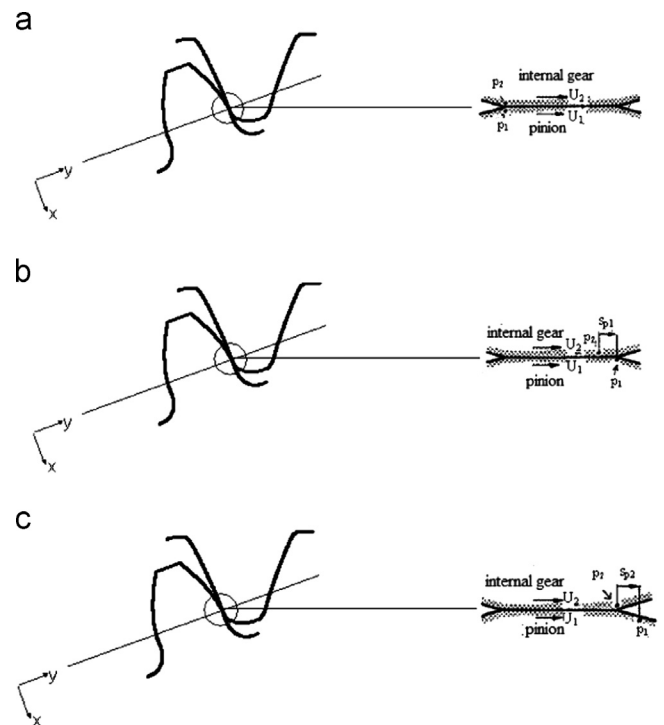 a
internal gear
p₂
U₂
p₁
U₁
pinion
y
x
b
internal gear
p₂
Sp1
U₂
U₁
p₁
pinion
y
x
c
internal gear
p₂
Sp2
U₂
U₁
p₁
pinion
y
x